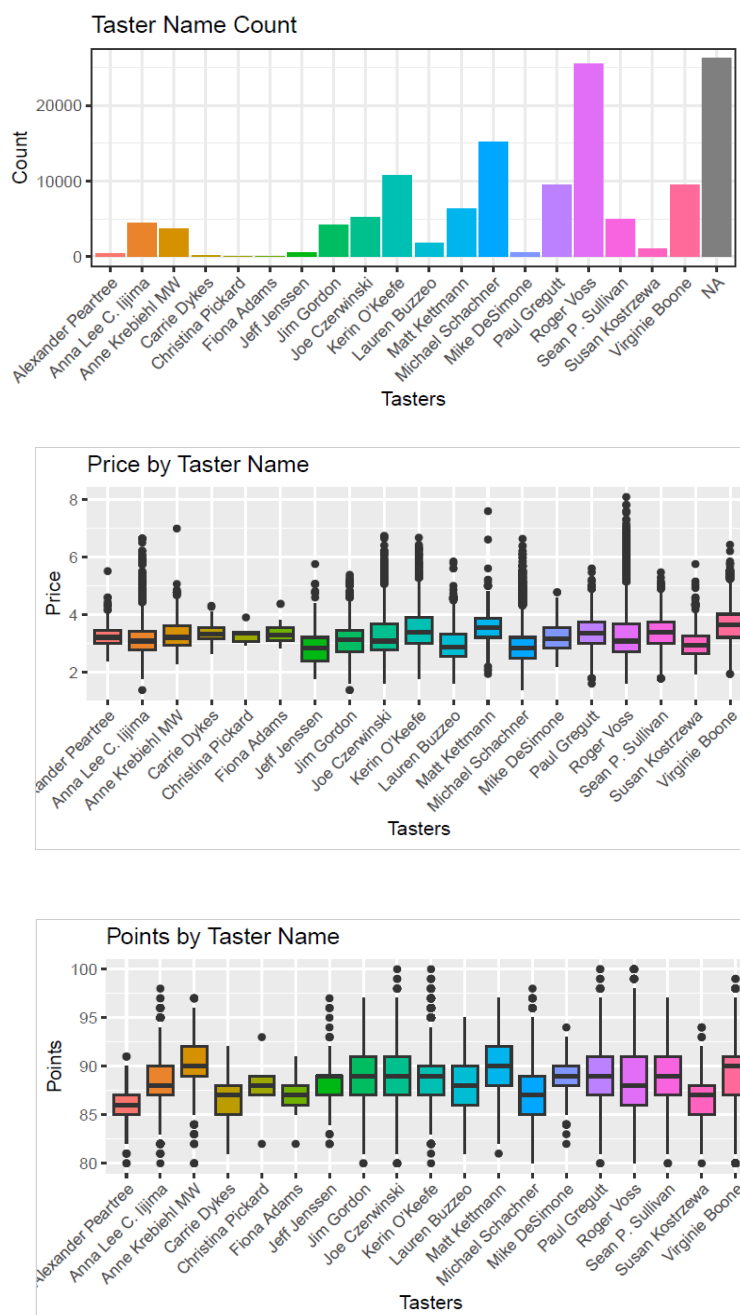 Taster Name Count
20000
10000
0
Count
Alexander Peartree
Anna Lee C. Iijima
Anne Krebiehl MW
Carrie Dykes
Christina Pickard
Fiona Adams
Jeff Jenssen
Jim Gordon
Joe Czerwinski
Kerin O'Keefe
Lauren Buzzeo
Matt Kettmann
Michael Schachner
Mike DeSimone
Paul Gregutt
Roger Voss
Sean P. Sullivan
Susan Kostrzewa
Virginie Boone
NA
Tasters
Price by Taster Name
8
6
4
2
Price
xander Peartree
Anna Lee C. Iijima
Anne Krebiehl MW
Carrie Dykes
Christina Pickard
Fiona Adams
Jeff Jenssen
Jim Gordon
Joe Czerwinski
Kerin O'Keefe
Lauren Buzzeo
Matt Kettmann
Michael Schachner
Mike DeSimone
Paul Gregutt
Roger Voss
Sean P. Sullivan
Susan Kostrzewa
Virginie Boone
Tasters
Points by Taster Name
100
95
90
85
80
Points
Alexander Peartree
Anna Lee C. Iijima
Anne Krebiehl MW
Carrie Dykes
Christina Pickard
Fiona Adams
Jeff Jenssen
Jim Gordon
Joe Czerwinski
Kerin O'Keefe
Lauren Buzzeo
Matt Kettmann
Michael Schachner
Mike DeSimone
Paul Gregutt
Roger Voss
Sean P. Sullivan
Susan Kostrzewa
Virginie Boone
Tasters